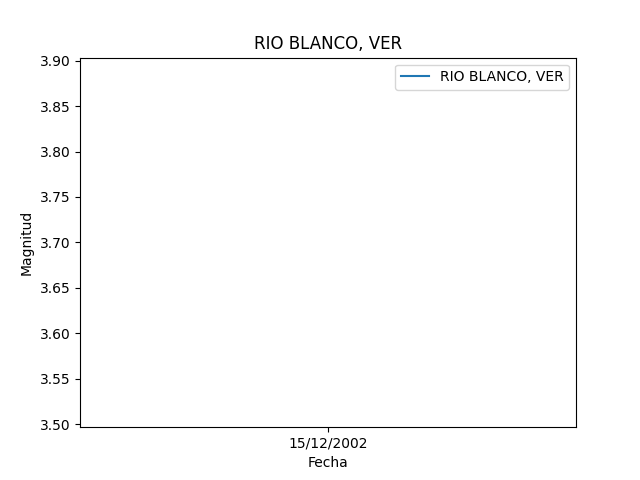 RIO BLANCO, VER
RIO BLANCO, VER
3.90
3.85
3.80
3.75
3.70
3.65
3.60
3.55
3.50
Magnitud
15/12/2002
Fecha